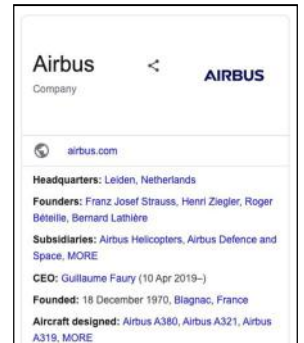 Airbus
AIRBUS
Company
airbus.com
Headquarters: Leiden, Netherlands
Founders: Franz Josef Strauss, Henri Ziegler, Roger
Béteille, Bernard Lathière
Subsidiaries: Airbus Helicopters, Airbus Defence and
Space, MORE
CEO: Guillaume Faury (10 Apr 2019–)
Founded: 18 December 1970, Blagnac, France
Aircraft designed: Airbus A380, Airbus A321, Airbus
A319, MORE